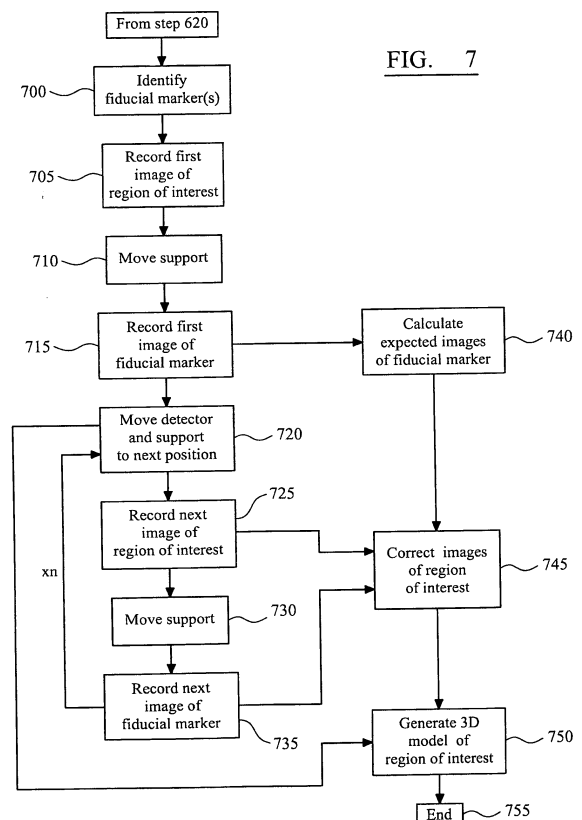 From step 620
FIG. 7
700
Identify
fiducial marker(s)
705
Record first
image of
region of interest
710
Move support
715
Record first
image of
fiducial marker
Calculate
expected images
of fiducial marker
740
Move detector
and support
to next position
720
725
Record next
image of
region of interest
xn
Correct images
of region
of interest
745
730
Move support
Record next
image of
fiducial marker
735
Generate 3D
model of
region of interest
750
End
755